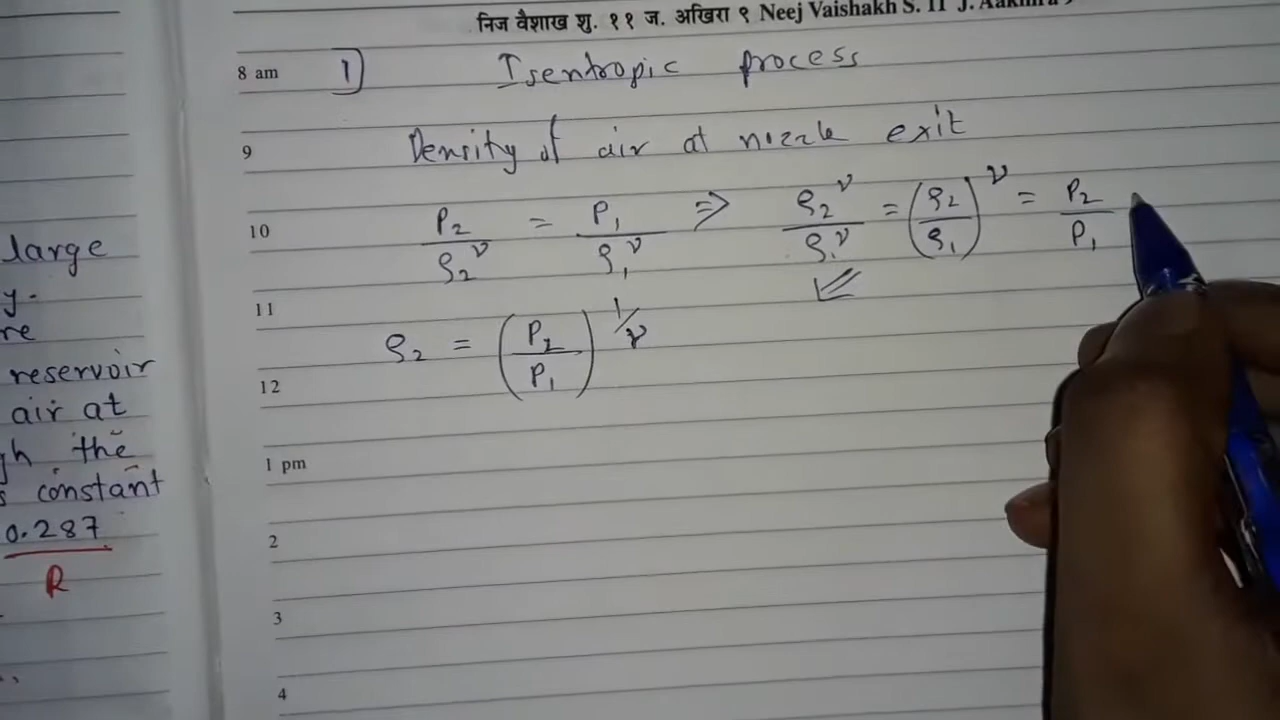 निज वैशाख शु. ११ ज. अखिरा ९ Neej Vaishakh S. 11 J.
8 am 1] Isentropic process
9 Density of air at nozzle exit
10 P₂/ρ₂^γ = P₁/ρ₁^γ ⇒ ρ₂^γ/ρ₁^γ = (ρ₂/ρ₁)^γ = P₂/P₁
11
ρ₂ = (P₂/P₁)^1/γ
12
1 pm
2
3
4
large
y.
re
reservoir
air at
gh the
s constant
0.287
R